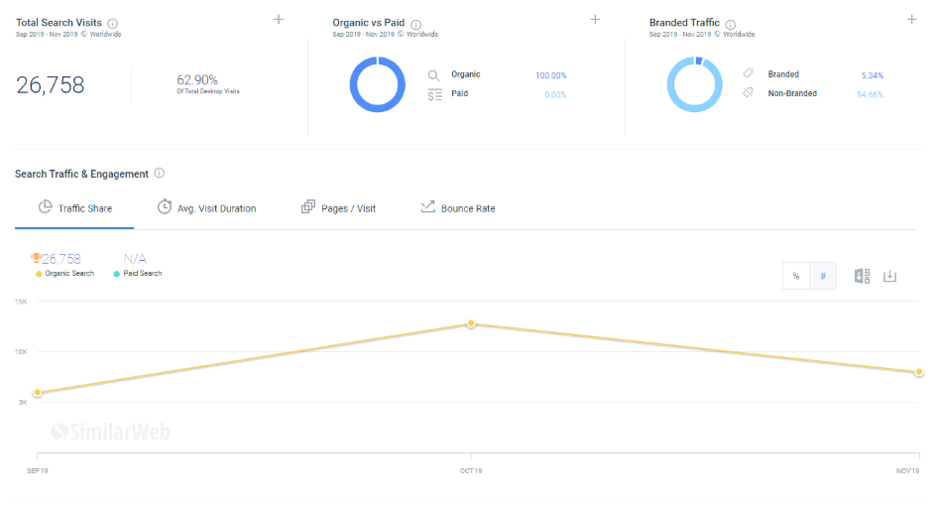 Total Search Visits
Sep 2019 - Nov 2019 Worldwide
26,758
62.90%
Of Total Desktop Visits
Organic vs Paid
Sep 2019 - Nov 2019 Worldwide
Organic 100.00%
Paid 0.00%
Branded Traffic
Sep 2019 - Nov 2019 Worldwide
Branded 5.34%
Non-Branded 94.66%
Search Traffic & Engagement
Traffic Share Avg. Visit Duration Pages / Visit Bounce Rate
26,758 N/A
Organic Search Paid Search
% #
15K
10K
5K
SimilarWeb
SEP'19 OCT'19 NOV'19